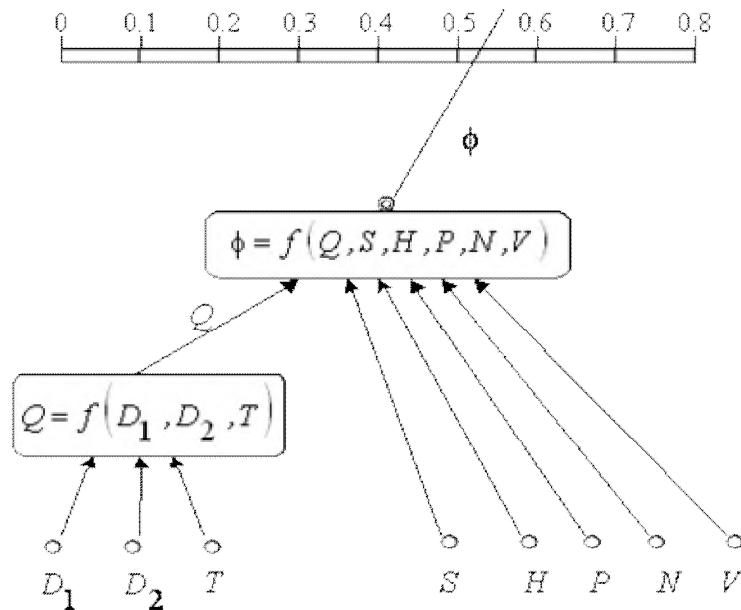 0 0.1 0.2 0.3 0.4 0.5 0.6 0.7 0.8
ϕ
ϕ = f(Q,S,H,P,N,V)
Q
Q = f(D₁,D₂,T)
D₁ D₂ T S H P N V